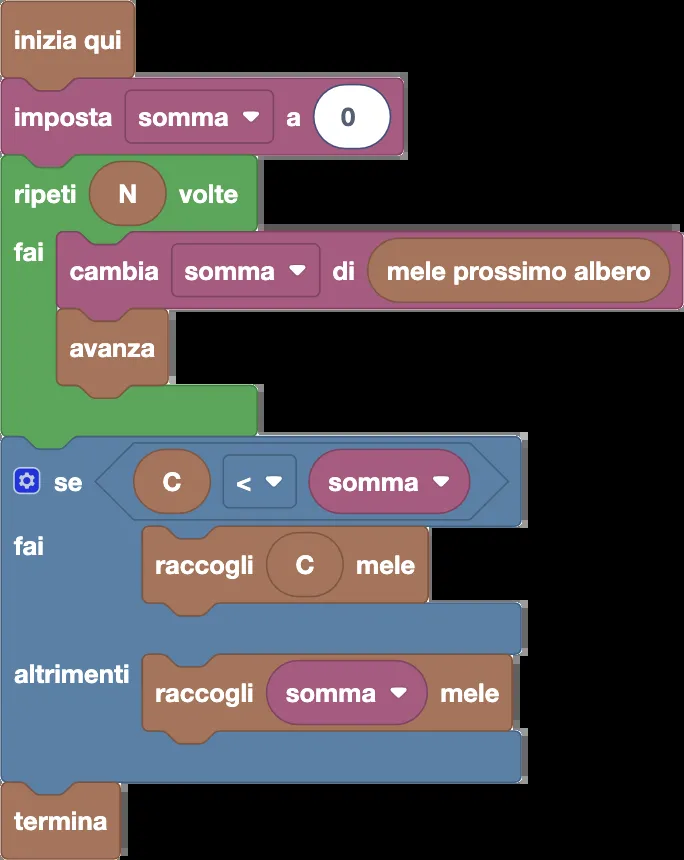 inizia qui
imposta somma a 0
ripeti N volte
fai cambia somma di mele prossimo albero
avanza
se C < somma
fai raccogli C mele
altrimenti raccogli somma mele
termina